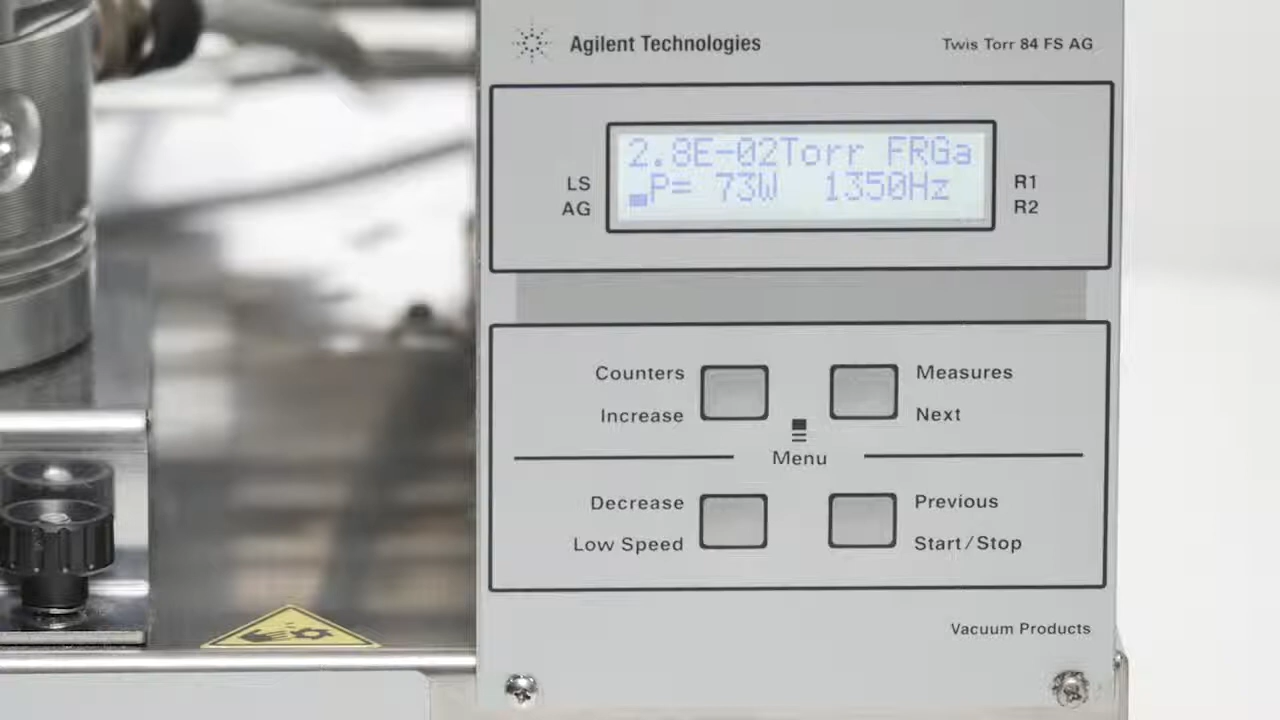 Agilent Technologies
Twis Torr 84 FS AG
2.8E-02Torr FRGa
P= 73W 1350Hz
LS
AG
R1
R2
Counters
Increase
Measures
Next
Menu
Decrease
Low Speed
Previous
Start/Stop
Vacuum Products